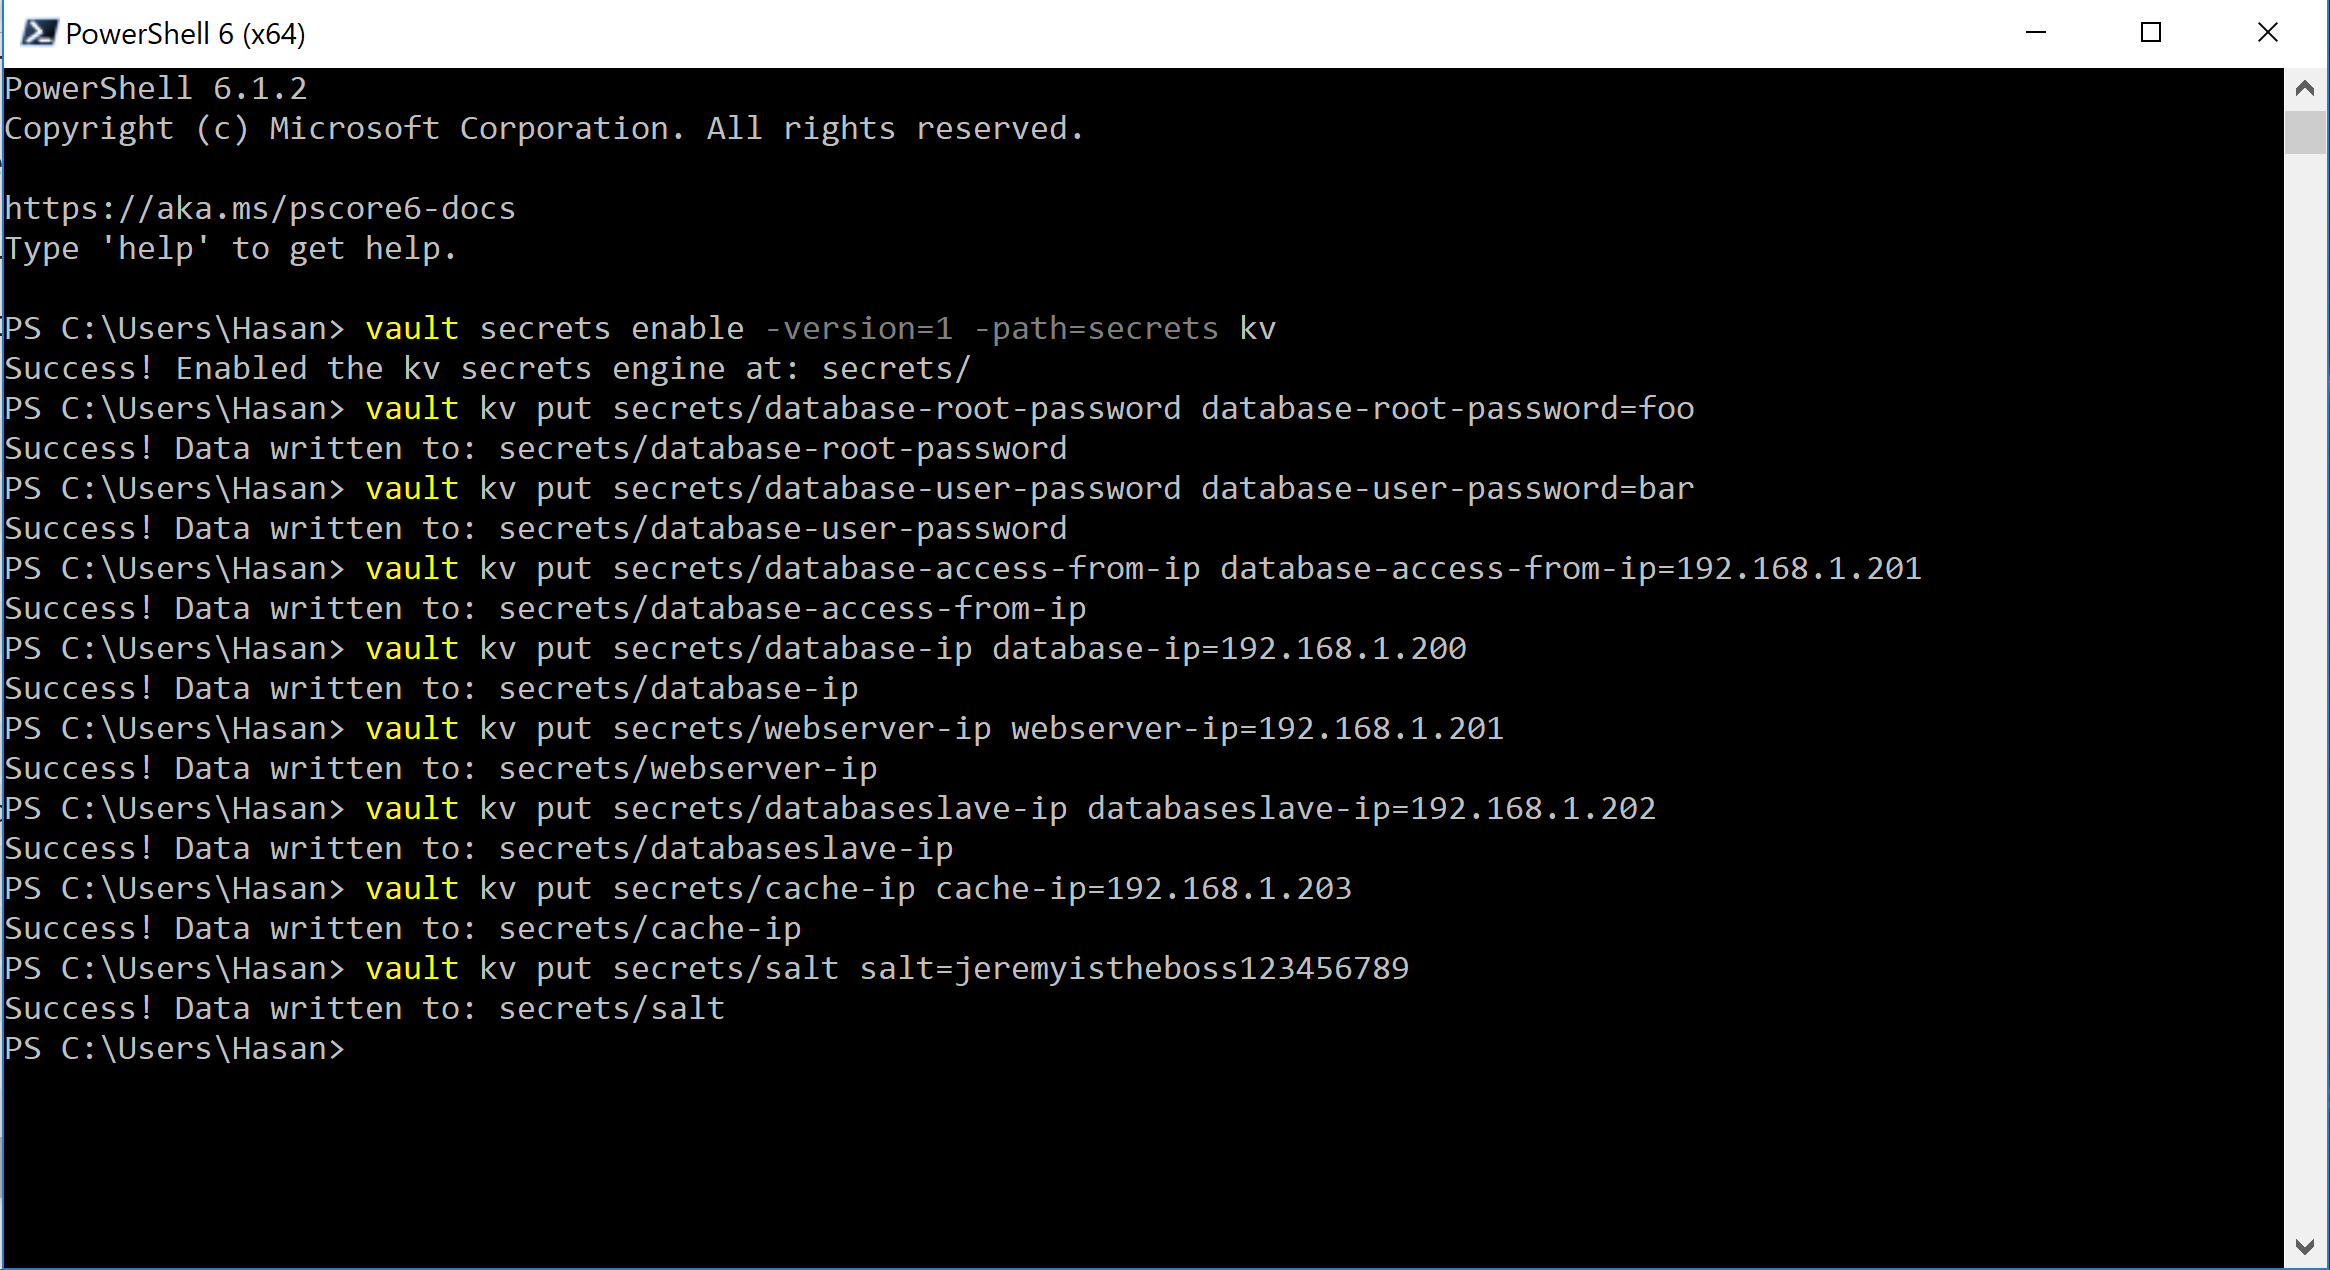 PowerShell 6 (x64)
PowerShell 6.1.2
Copyright (c) Microsoft Corporation. All rights reserved.
https://aka.ms/pscore6-docs
Type 'help' to get help.
PS C:\Users\Hasan> vault secrets enable -version=1 -path=secrets kv
Success! Enabled the kv secrets engine at: secrets/
PS C:\Users\Hasan> vault kv put secrets/database-root-password database-root-password=foo
Success! Data written to: secrets/database-root-password
PS C:\Users\Hasan> vault kv put secrets/database-user-password database-user-password=bar
Success! Data written to: secrets/database-user-password
PS C:\Users\Hasan> vault kv put secrets/database-access-from-ip database-access-from-ip=192.168.1.201
Success! Data written to: secrets/database-access-from-ip
PS C:\Users\Hasan> vault kv put secrets/database-ip database-ip=192.168.1.200
Success! Data written to: secrets/database-ip
PS C:\Users\Hasan> vault kv put secrets/webserver-ip webserver-ip=192.168.1.201
Success! Data written to: secrets/webserver-ip
PS C:\Users\Hasan> vault kv put secrets/databaseslave-ip databaseslave-ip=192.168.1.202
Success! Data written to: secrets/databaseslave-ip
PS C:\Users\Hasan> vault kv put secrets/cache-ip cache-ip=192.168.1.203
Success! Data written to: secrets/cache-ip
PS C:\Users\Hasan> vault kv put secrets/salt salt=jeremyistheboss123456789
Success! Data written to: secrets/salt
PS C:\Users\Hasan>